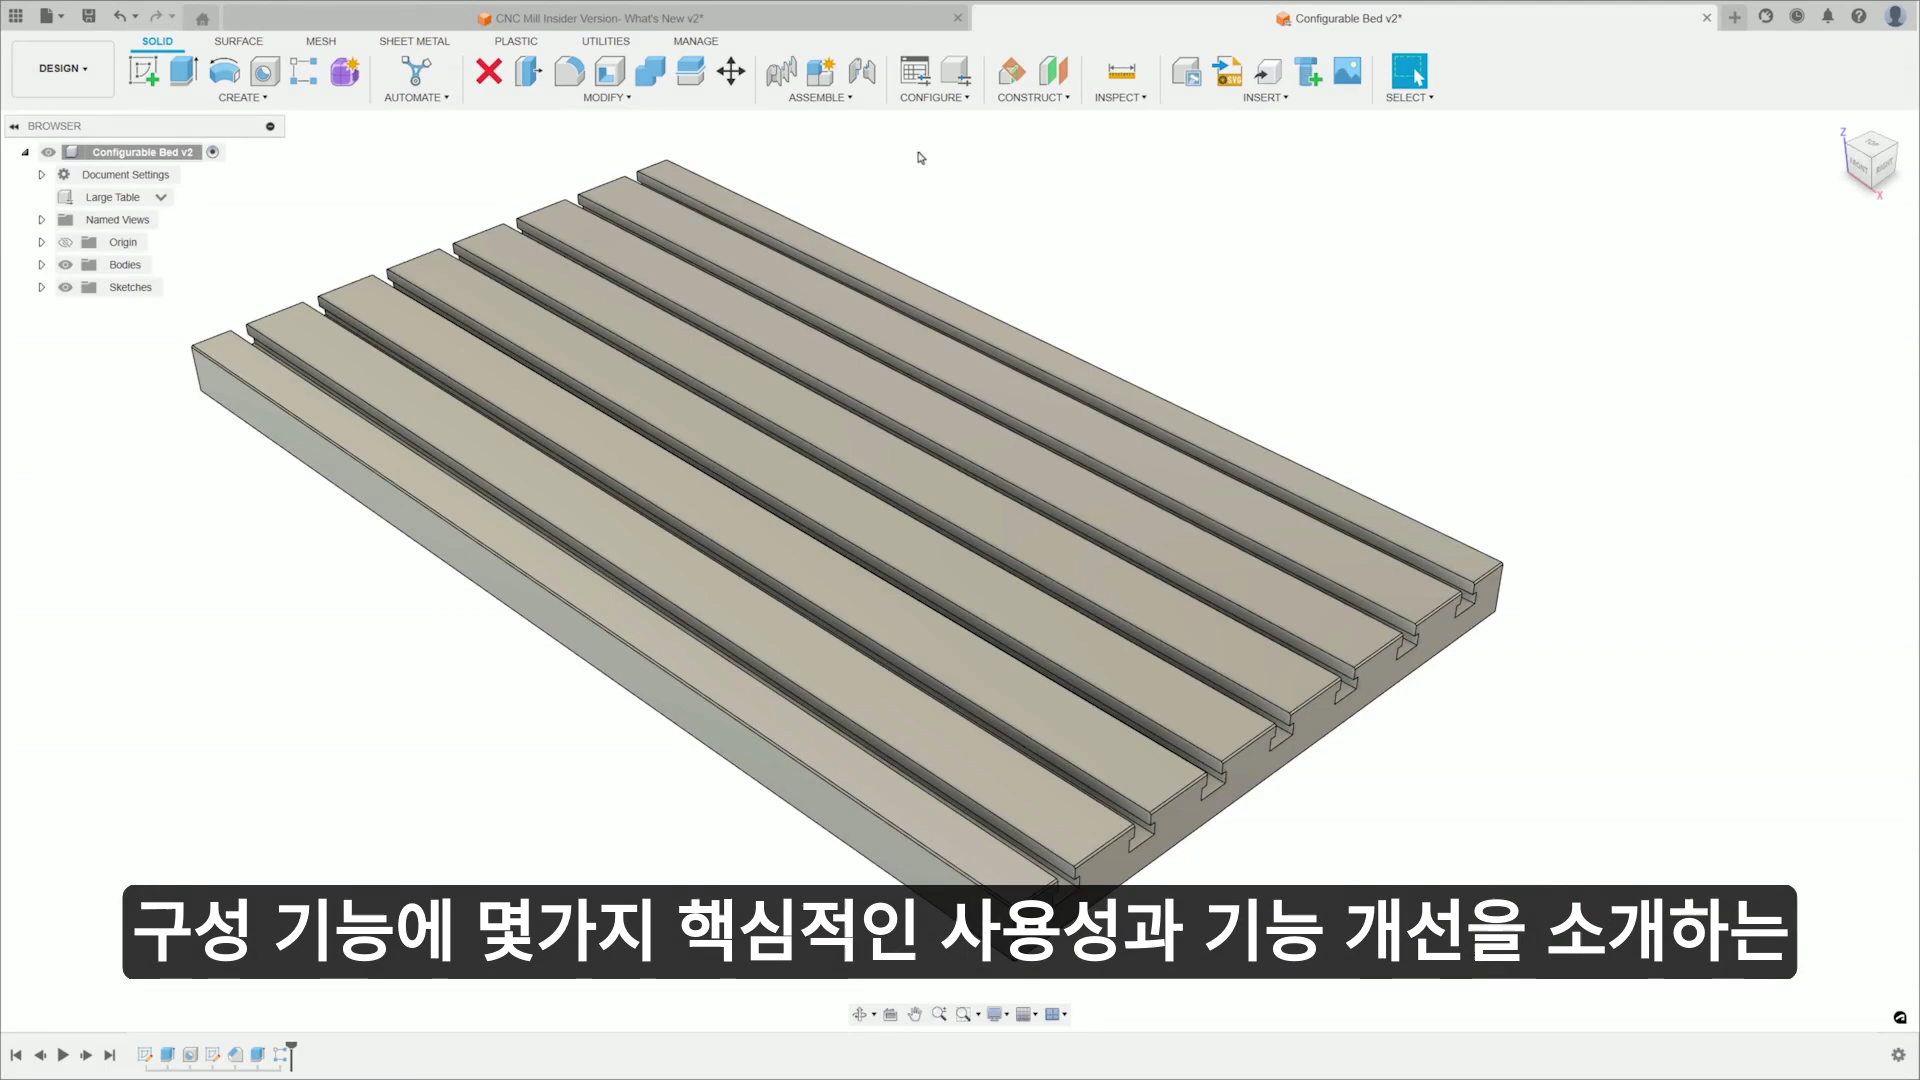 CNC Mill Insider Version- What's New v2*
Configurable Bed v2*
DESIGN
SOLID
SURFACE
MESH
SHEET METAL
PLASTIC
UTILITIES
MANAGE
CREATE
AUTOMATE
MODIFY
ASSEMBLE
CONFIGURE
CONSTRUCT
INSPECT
INSERT
SELECT
BROWSER
Configurable Bed v2
Document Settings
Large Table
Named Views
Origin
Bodies
Sketches
Z
TOP
FRONT
RIGHT
X
구성 기능에 몇가지 핵심적인 사용성과 기능 개선을 소개하는